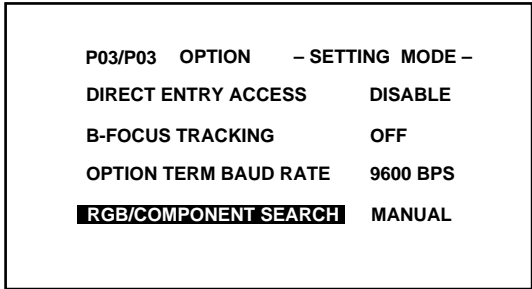 P03/P03 OPTION – SETTING MODE –
DIRECT ENTRY ACCESS DISABLE
B-FOCUS TRACKING OFF
OPTION TERM BAUD RATE 9600 BPS
RGB/COMPONENT SEARCH MANUAL